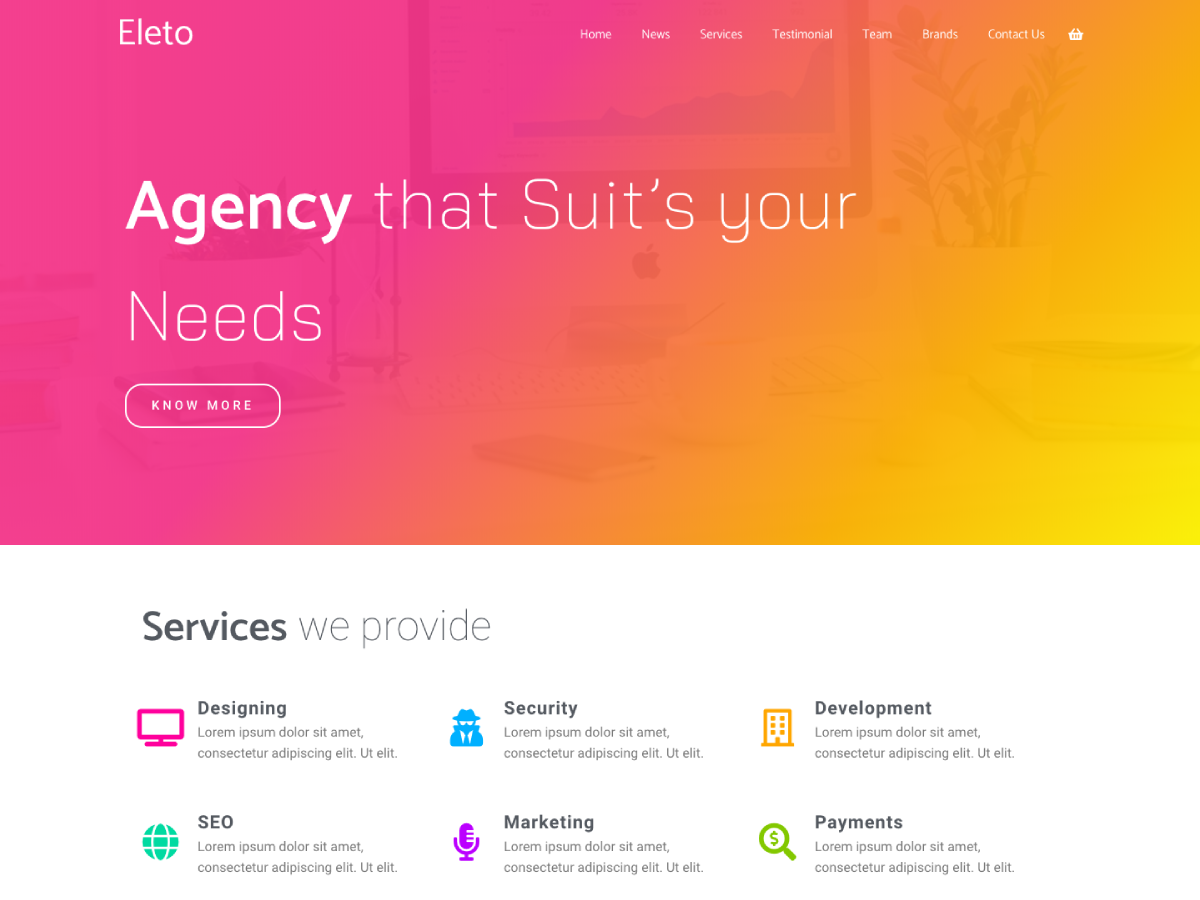 Eleto
Home News Services Testimonial Team Brands Contact Us
Agency that Suit's your
Needs
KNOW MORE
Services we provide
Designing
Lorem ipsum dolor sit amet,
consectetur adipiscing elit. Ut elit.
Security
Lorem ipsum dolor sit amet,
consectetur adipiscing elit. Ut elit.
Development
Lorem ipsum dolor sit amet,
consectetur adipiscing elit. Ut elit.
SEO
Lorem ipsum dolor sit amet,
consectetur adipiscing elit. Ut elit.
Marketing
Lorem ipsum dolor sit amet,
consectetur adipiscing elit. Ut elit.
Payments
Lorem ipsum dolor sit amet,
consectetur adipiscing elit. Ut elit.